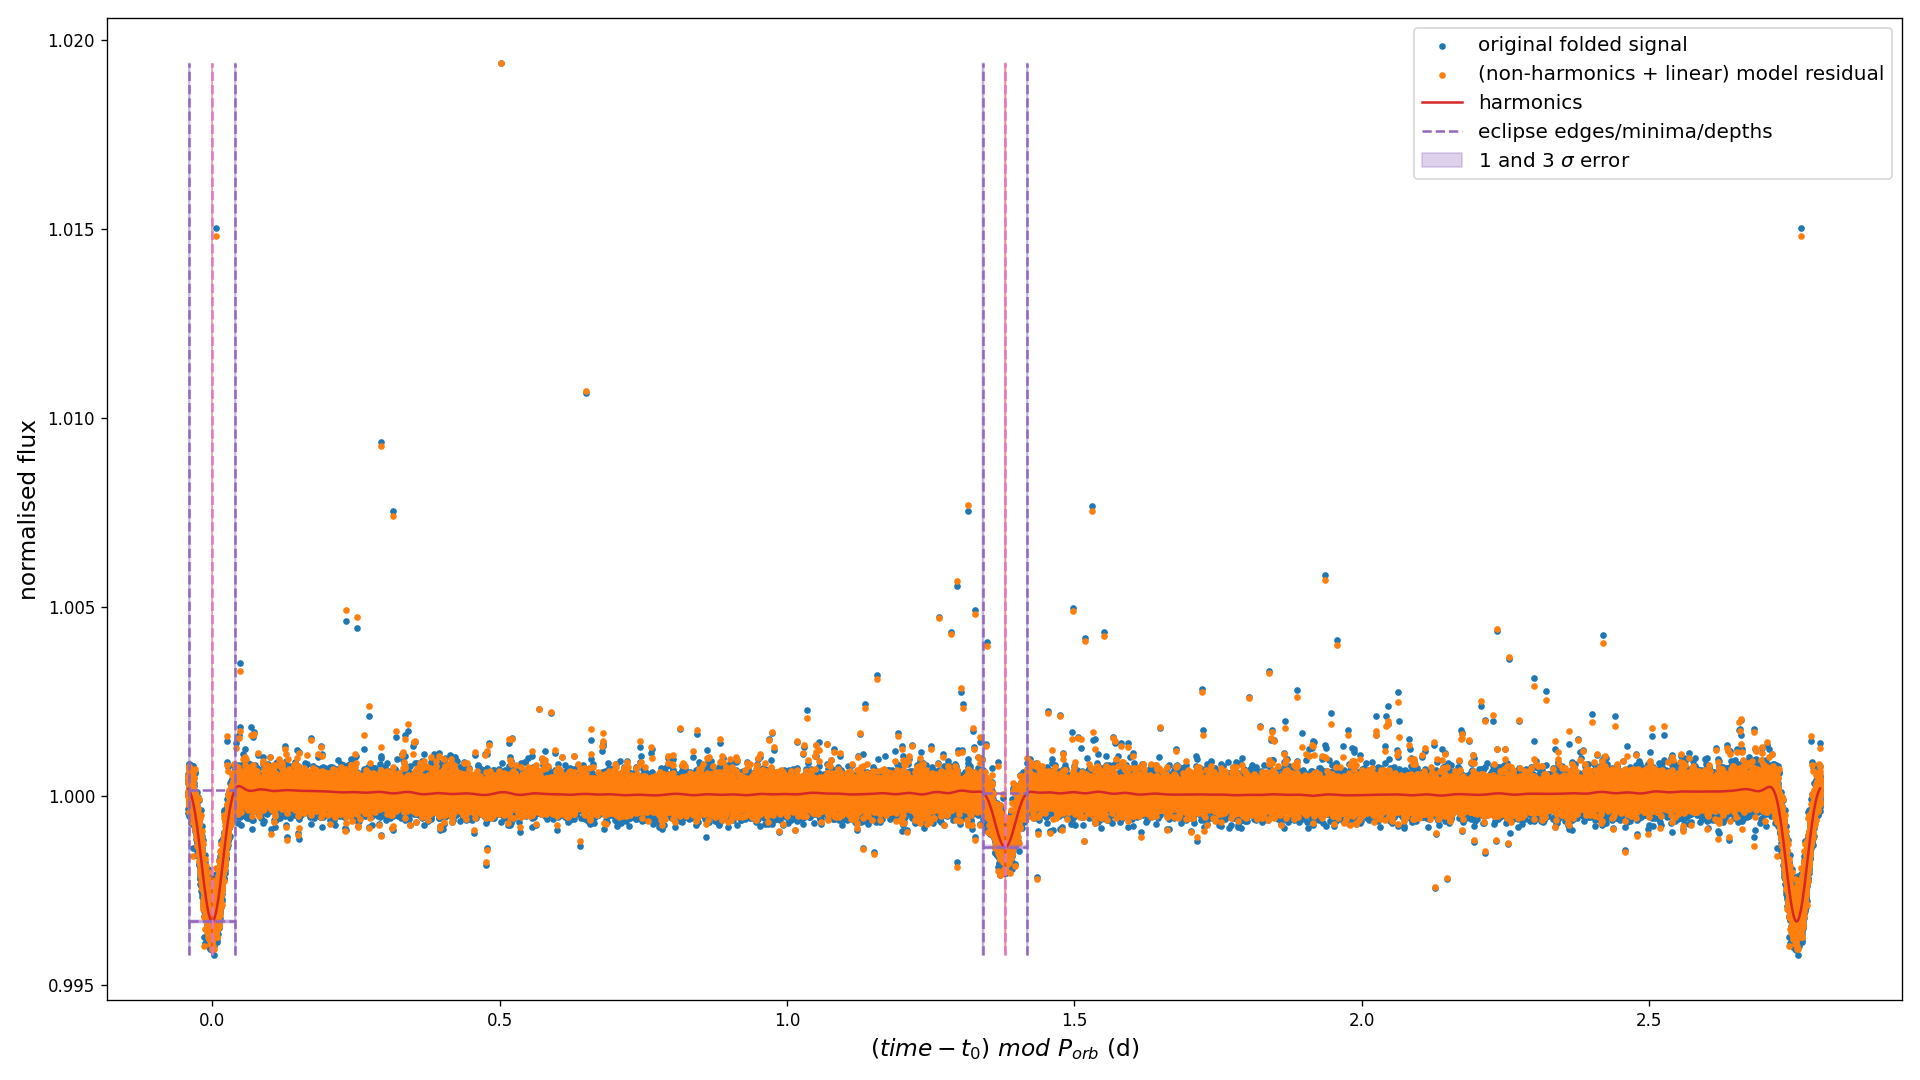 1.020
1.015
1.010
1.005
1.000
0.995
normalised flux
original folded signal
(non-harmonics + linear) model residual
harmonics
eclipse edges/minima/depths
1 and 3 σ error
0.0 0.5 1.0 1.5 2.0 2.5
(time − t₀) mod P_orb (d)